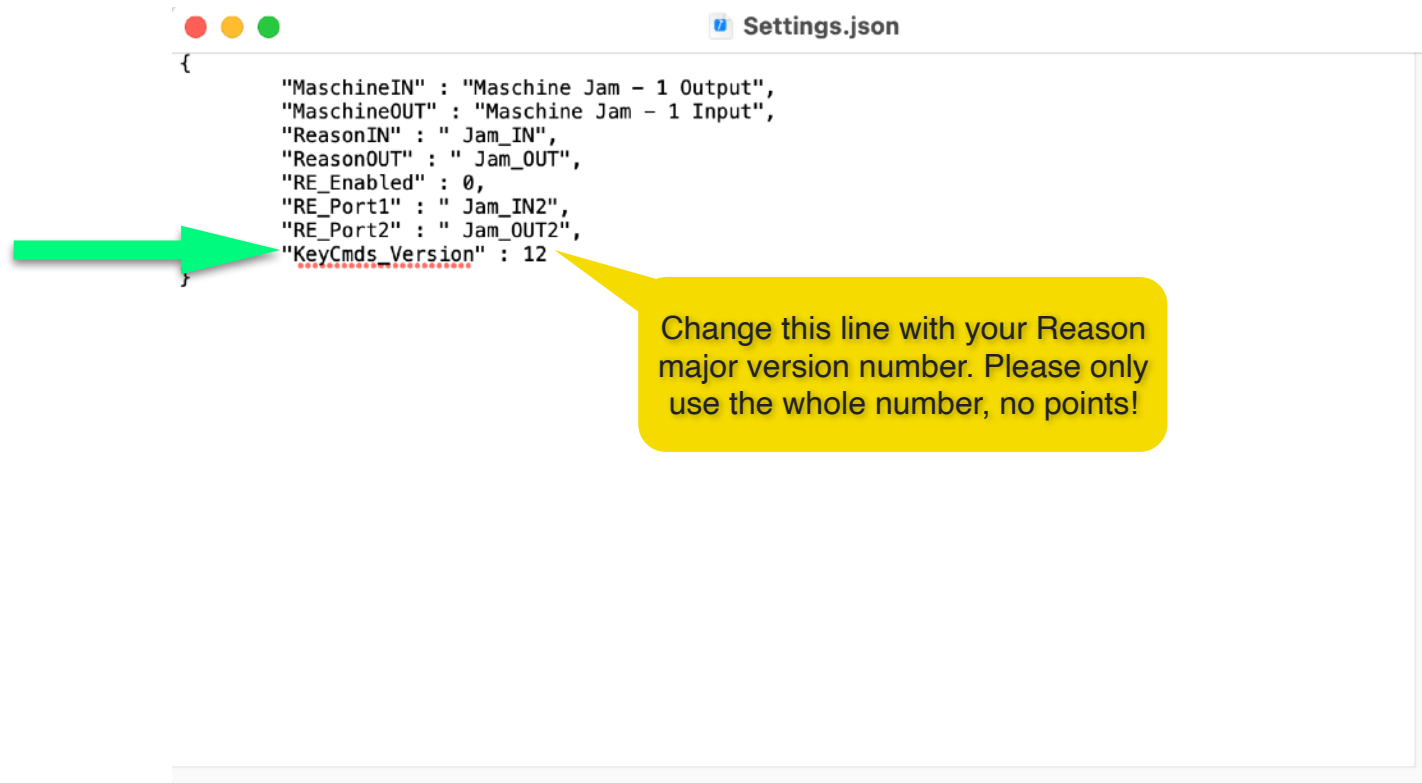 Settings.json
{
"MaschineIN" : "Maschine Jam – 1 Output",
"MaschineOUT" : "Maschine Jam – 1 Input",
"ReasonIN" : " Jam_IN",
"ReasonOUT" : " Jam_OUT",
"RE_Enabled" : 0,
"RE_Port1" : " Jam_IN2",
"RE_Port2" : " Jam_OUT2",
"KeyCmds_Version" : 12
}
Change this line with your Reason
major version number. Please only
use the whole number, no points!